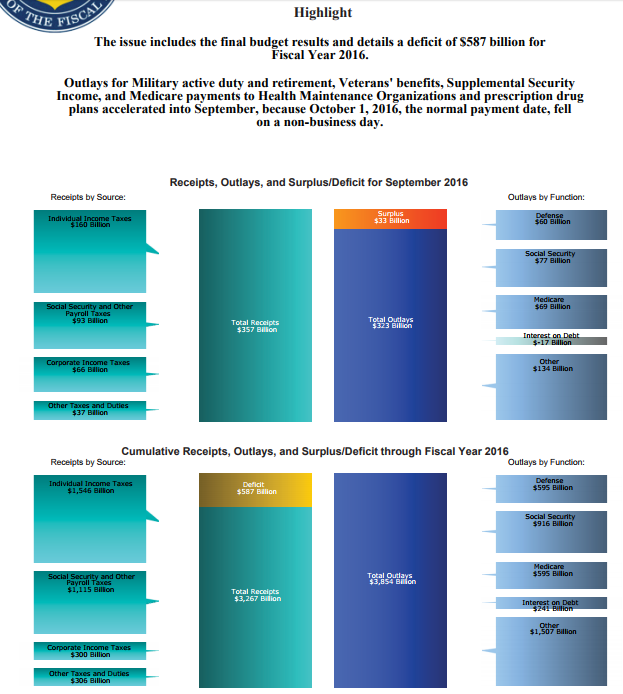 OF THE FISCAL
Highlight
The issue includes the final budget results and details a deficit of $587 billion for
Fiscal Year 2016.
Outlays for Military active duty and retirement, Veterans' benefits, Supplemental Security
Income, and Medicare payments to Health Maintenance Organizations and prescription drug
plans accelerated into September, because October 1, 2016, the normal payment date, fell
on a non-business day.
Receipts, Outlays, and Surplus/Deficit for September 2016
Receipts by Source:
Individual Income Taxes
$160 Billion
Social Security and Other
Payroll Taxes
$93 Billion
Corporate Income Taxes
$66 Billion
Other Taxes and Duties
$37 Billion
Total Receipts
$357 Billion
Surplus
$33 Billion
Total Outlays
$323 Billion
Outlays by Function:
Defense
$60 Billion
Social Security
$77 Billion
Medicare
$69 Billion
Interest on Debt
$-17 Billion
Other
$134 Billion
Cumulative Receipts, Outlays, and Surplus/Deficit through Fiscal Year 2016
Receipts by Source:
Individual Income Taxes
$1,546 Billion
Social Security and Other
Payroll Taxes
$1,115 Billion
Corporate Income Taxes
$300 Billion
Other Taxes and Duties
$306 Billion
Deficit
$587 Billion
Total Receipts
$3,267 Billion
Total Outlays
$3,854 Billion
Outlays by Function:
Defense
$595 Billion
Social Security
$916 Billion
Medicare
$595 Billion
Interest on Debt
$241 Billion
Other
$1,507 Billion